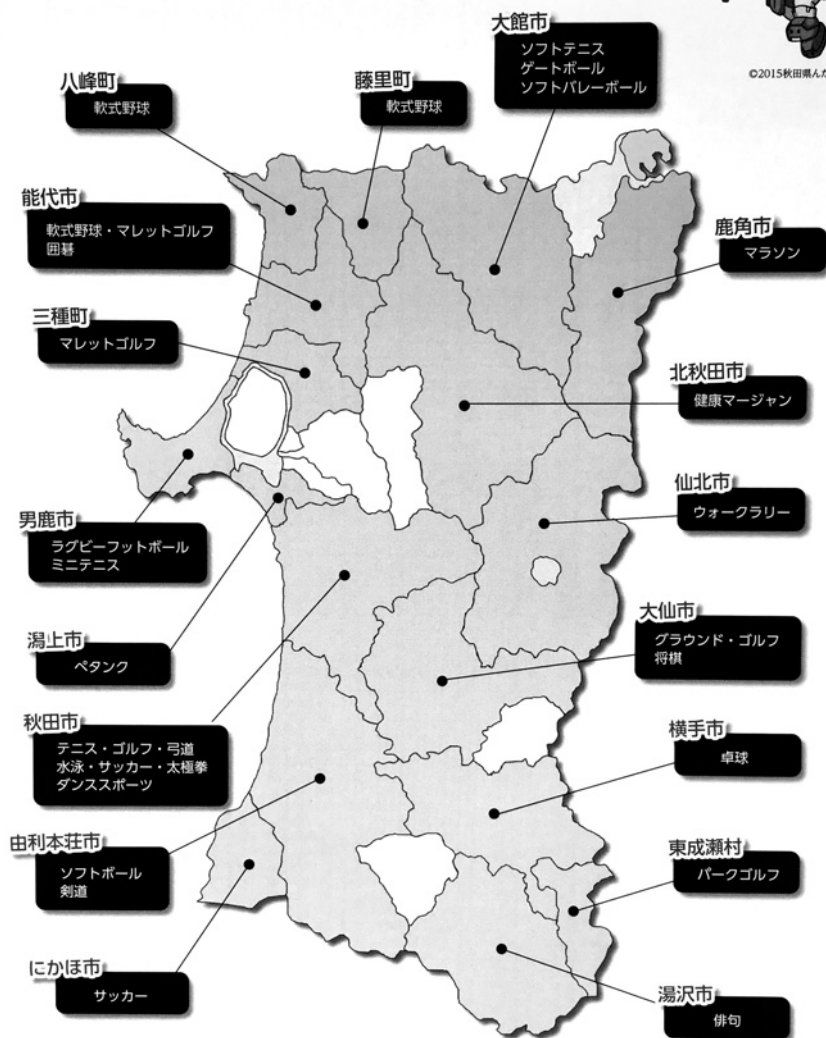 大館市
ソフトテニス
ゲートボール
ソフトバレーボール
©2015秋田県んだ
八峰町
軟式野球
藤里町
軟式野球
能代市
軟式野球・マレットゴルフ
囲碁
鹿角市
マラソン
三種町
マレットゴルフ
北秋田市
健康マージャン
仙北市
ウォークラリー
男鹿市
ラグビーフットボール
ミニテニス
大仙市
グラウンド・ゴルフ
将棋
潟上市
ペタンク
秋田市
テニス・ゴルフ・弓道
水泳・サッカー・太極拳
ダンススポーツ
横手市
卓球
由利本荘市
ソフトボール
剣道
東成瀬村
パークゴルフ
にかほ市
サッカー
湯沢市
俳句